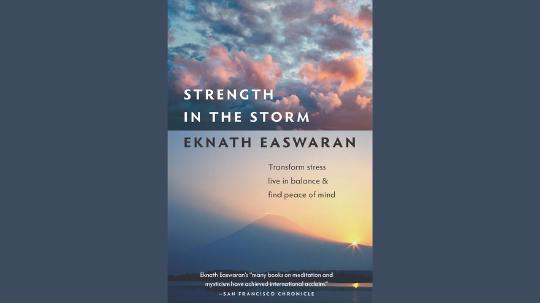 STRENGTH
IN THE STORM
EKNATH EASWARAN
Transform stress
live in balance &
find peace of mind
Eknath Easwaran's "many books on meditation and
mysticism have achieved international acclaim."
—SAN FRANCISCO CHRONICLE